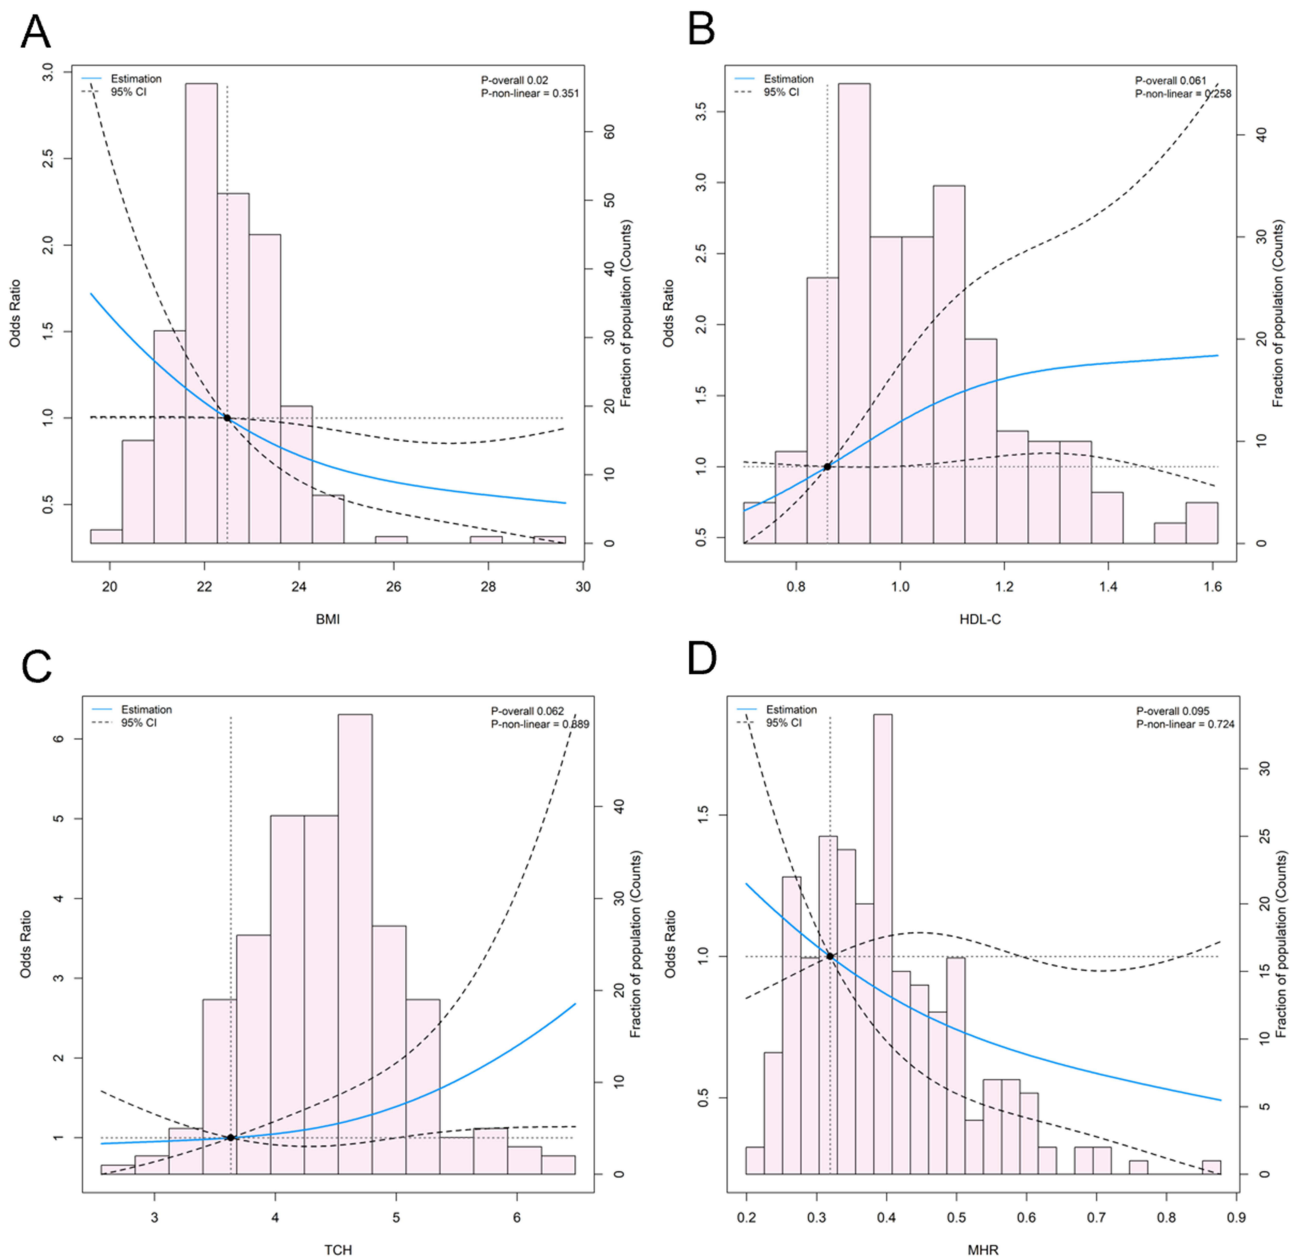 A
Estimation
95% CI
P-overall 0.02
P-non-linear = 0.351
Odds Ratio
0.5
1.0
1.5
2.0
2.5
3.0
Fraction of population (Counts)
0
10
20
30
40
50
60
20 22 24 26 28 30
BMI
B
Estimation
95% CI
P-overall 0.061
P-non-linear = 0.258
Odds Ratio
0.5
1.0
1.5
2.0
2.5
3.0
3.5
Fraction of population (Counts)
0
10
20
30
40
0.8 1.0 1.2 1.4 1.6
HDL-C
C
Estimation
95% CI
P-overall 0.062
P-non-linear = 0.889
Odds Ratio
1
2
3
4
5
6
Fraction of population (Counts)
0
10
20
30
40
3 4 5 6
TCH
D
Estimation
95% CI
P-overall 0.095
P-non-linear = 0.724
Odds Ratio
0.5
1.0
1.5
Fraction of population (Counts)
0
5
10
15
20
25
30
0.2 0.3 0.4 0.5 0.6 0.7 0.8 0.9
MHR